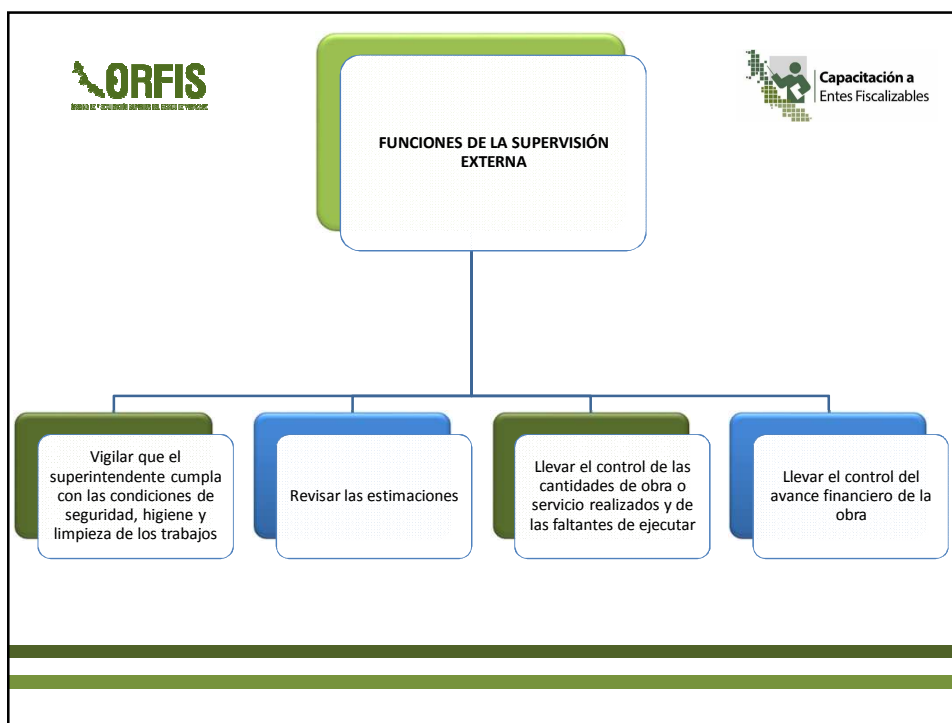 ORFIS
Capacitación a
Entes Fiscalizables
FUNCIONES DE LA SUPERVISIÓN
EXTERNA
Vigilar que el
superintendente cumpla
con las condiciones de
seguridad, higiene y
limpieza de los trabajos
Revisar las estimaciones
Llevar el control de las
cantidades de obra o
servicio realizados y de
las faltantes de ejecutar
Llevar el control del
avance financiero de la
obra